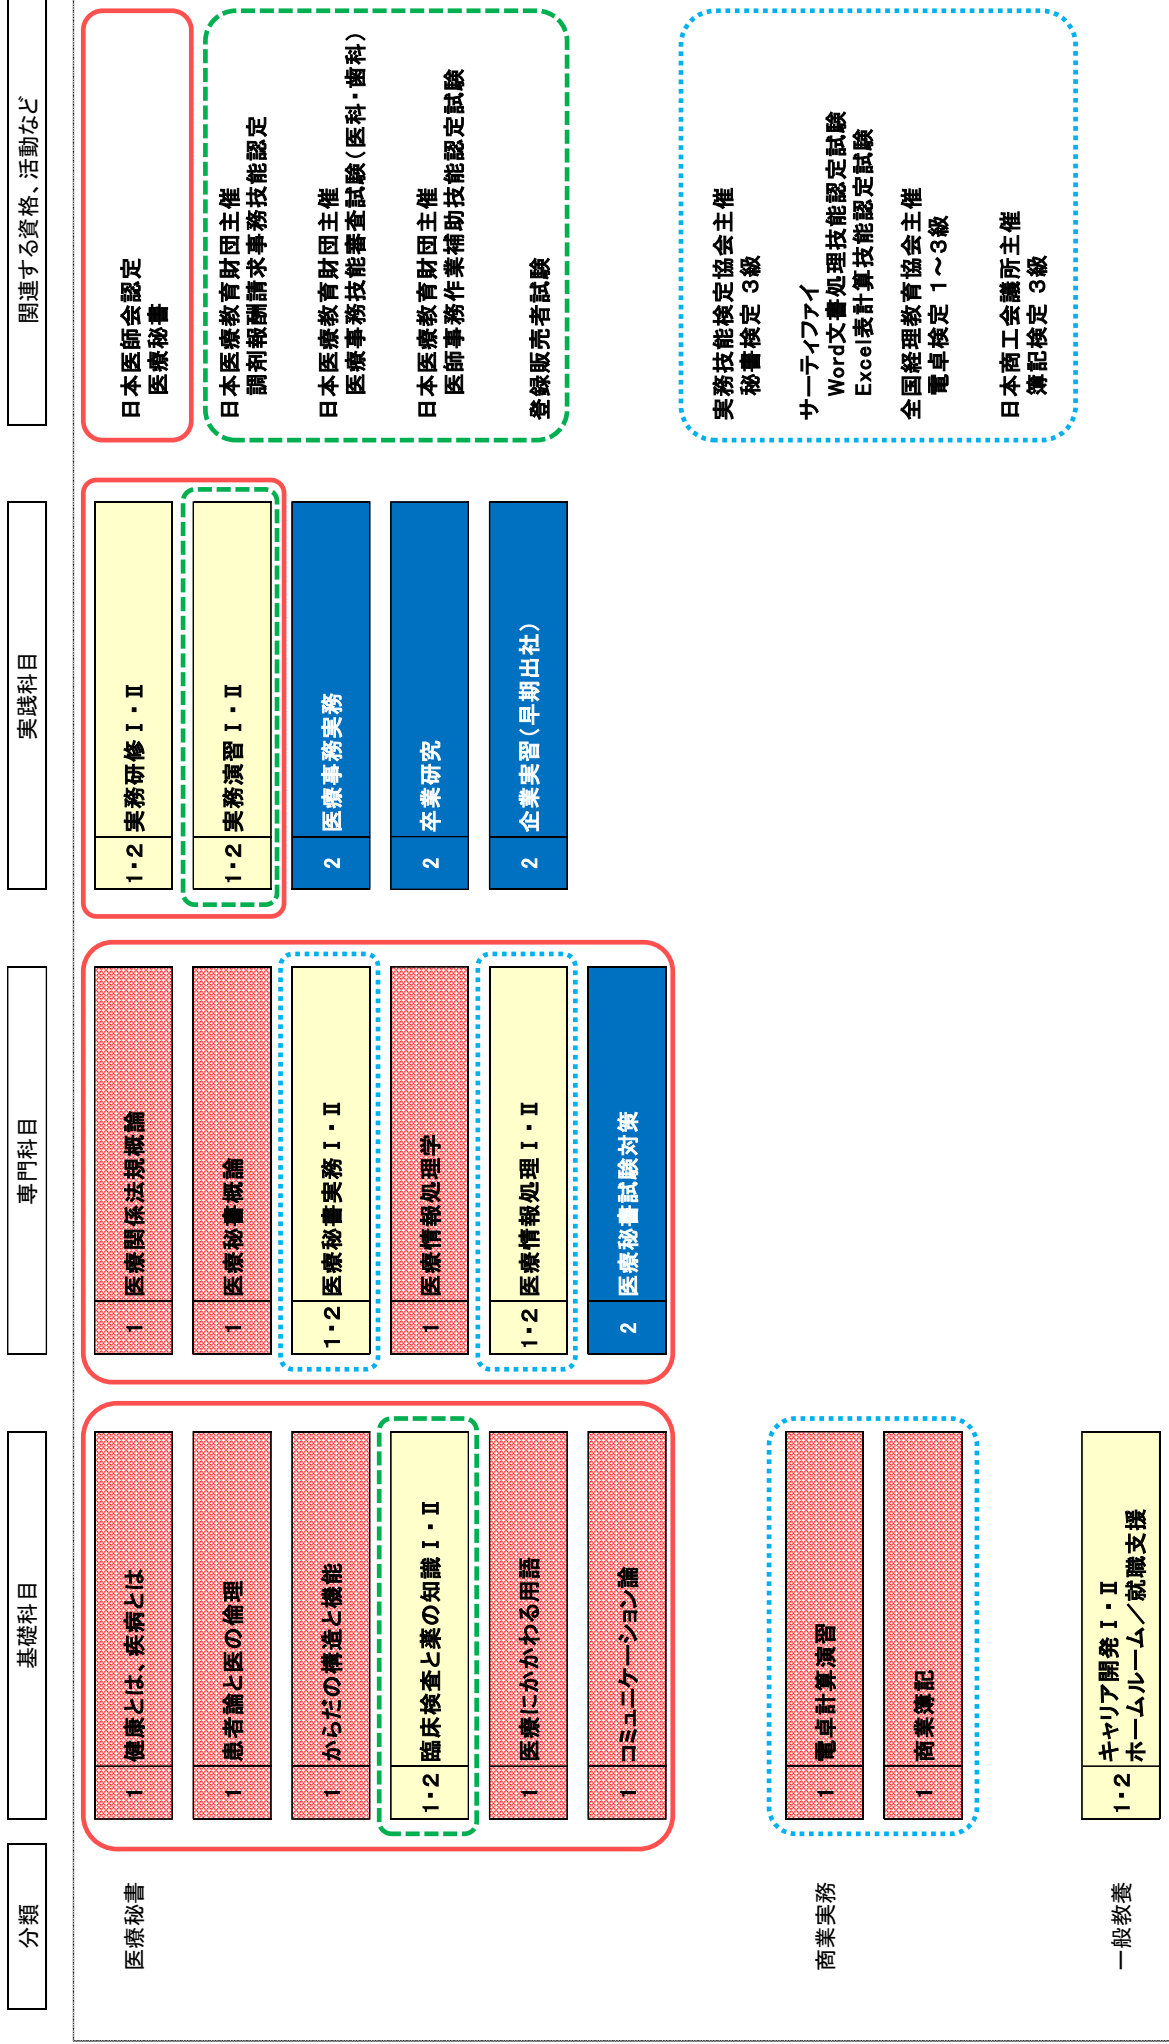 分類
基礎科目
専門科目
実践科目
関連する資格、活動など
医療秘書
1
健康とは、疾病とは
1
患者論と医の倫理
1
からだの構造と機能
1・2
臨床検査と薬の知識Ⅰ・Ⅱ
1
医療にかかわる用語
1
コミュニケーション論
1
医療関係法規概論
1
医療秘書概論
1・2
医療秘書実務Ⅰ・Ⅱ
1
医療情報処理学
1・2
医療情報処理Ⅰ・Ⅱ
2
医療秘書試験対策
1・2
実務研修Ⅰ・Ⅱ
1・2
実務演習Ⅰ・Ⅱ
2
医療事務実務
2
卒業研究
2
企業実習(早期出社)
日本医師会認定
医療秘書
日本医療教育財団主催
調剤報酬請求事務技能認定
日本医療教育財団主催
医療事務技能審査試験(医科・歯科)
日本医療教育財団主催
医師事務作業補助技能認定試験
登録販売者試験
商業実務
1
電卓計算演習
1
商業簿記
実務技能検定協会主催
秘書検定 3級
サーティファイ
Word文書処理技能認定試験
Excel表計算技能認定試験
全国経理教育協会主催
電卓検定 1～3級
日本商工会議所主催
簿記検定 3級
一般教養
1・2
キャリア開発Ⅰ・Ⅱ
ホームルーム／就職支援